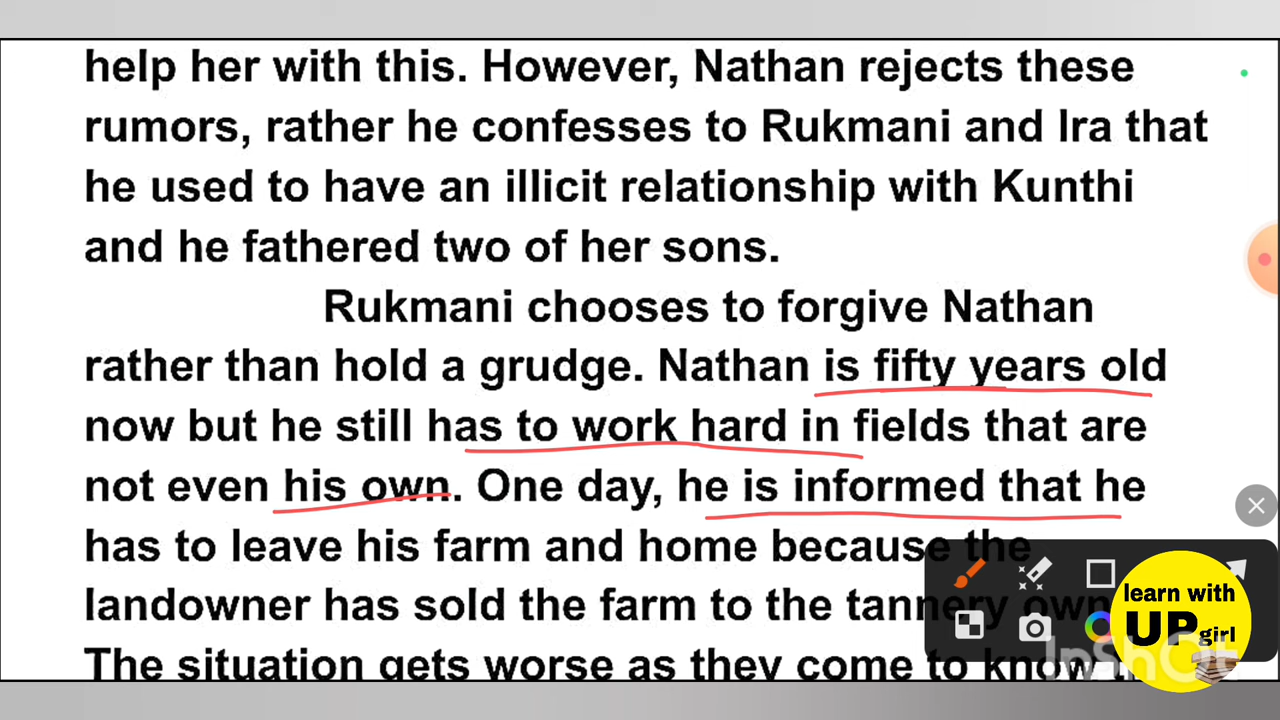 help her with this. However, Nathan rejects these
rumors, rather he confesses to Rukmani and Ira that
he used to have an illicit relationship with Kunthi
and he fathered two of her sons.
Rukmani chooses to forgive Nathan
rather than hold a grudge. Nathan is fifty years old
now but he still has to work hard in fields that are
not even his own. One day, he is informed that he
has to leave his farm and home because the
landowner has sold the farm to the tannery
The situation gets worse as they come to know
learn with
UP girl
InShOt